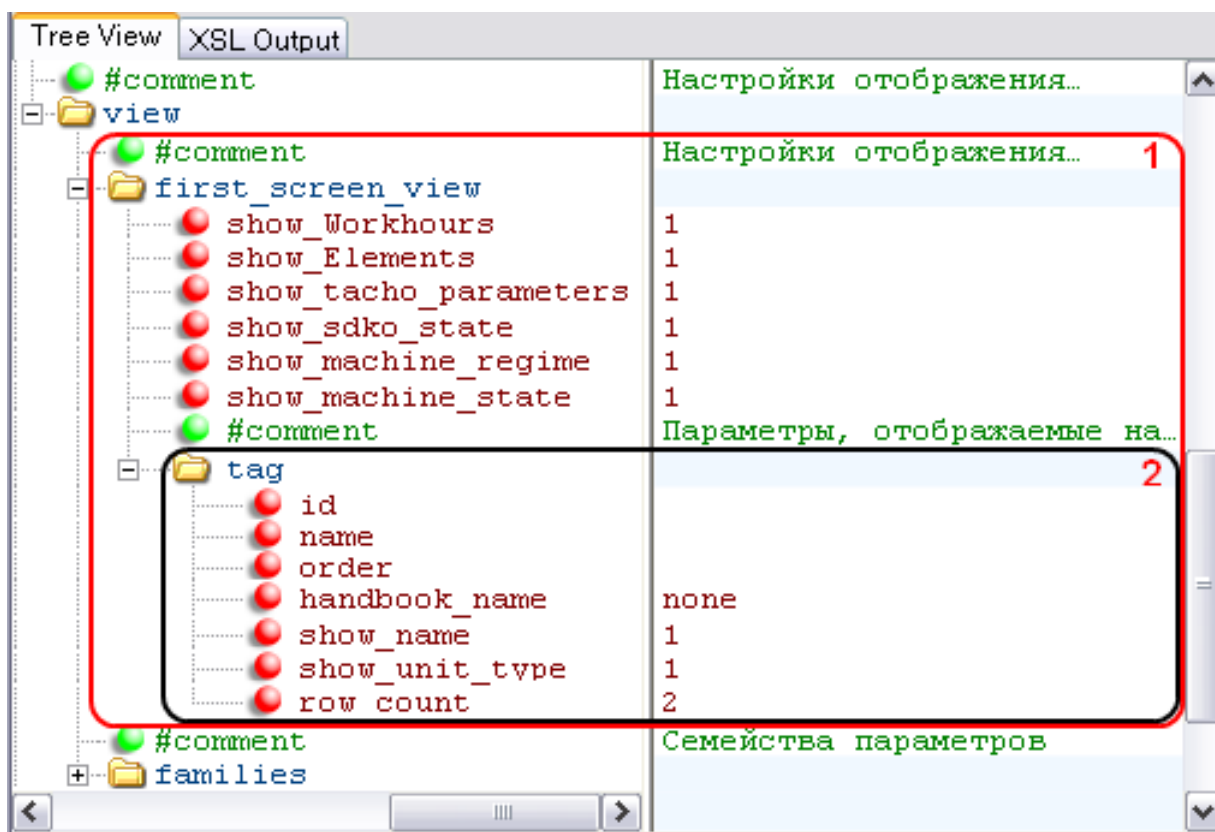 Tree View XSL Output
#comment Настройки отображения…
view
#comment Настройки отображения… 1
first_screen_view
show_Workhours 1
show_Elements 1
show_tacho_parameters 1
show_sdko_state 1
show_machine_regime 1
show_machine_state 1
#comment Параметры, отображаемые на…
tag 2
id
name
order
handbook_name none
show_name 1
show_unit_type 1
row_count 2
#comment Семейства параметров
families